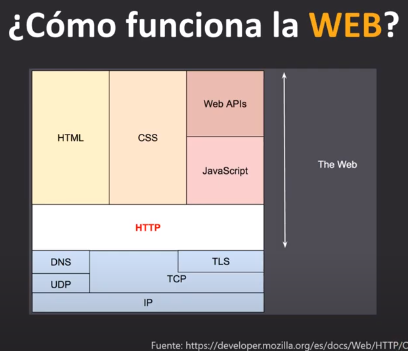 ¿Cómo funciona la WEB?
HTML
CSS
Web APIs
JavaScript
The Web
HTTP
DNS
TLS
TCP
UDP
IP
Fuente: https://developer.mozilla.org/es/docs/Web/HTTP/